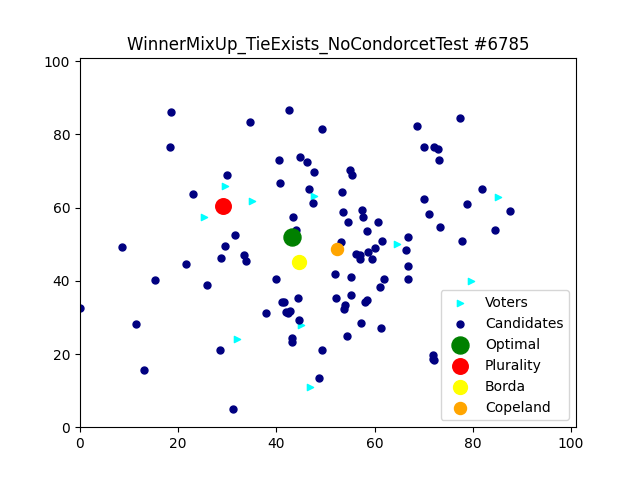 WinnerMixUp_TieExists_NoCondorcetTest #6785
100
80
60
40
20
0
0 20 40 60 80 100
Voters
Candidates
Optimal
Plurality
Borda
Copeland